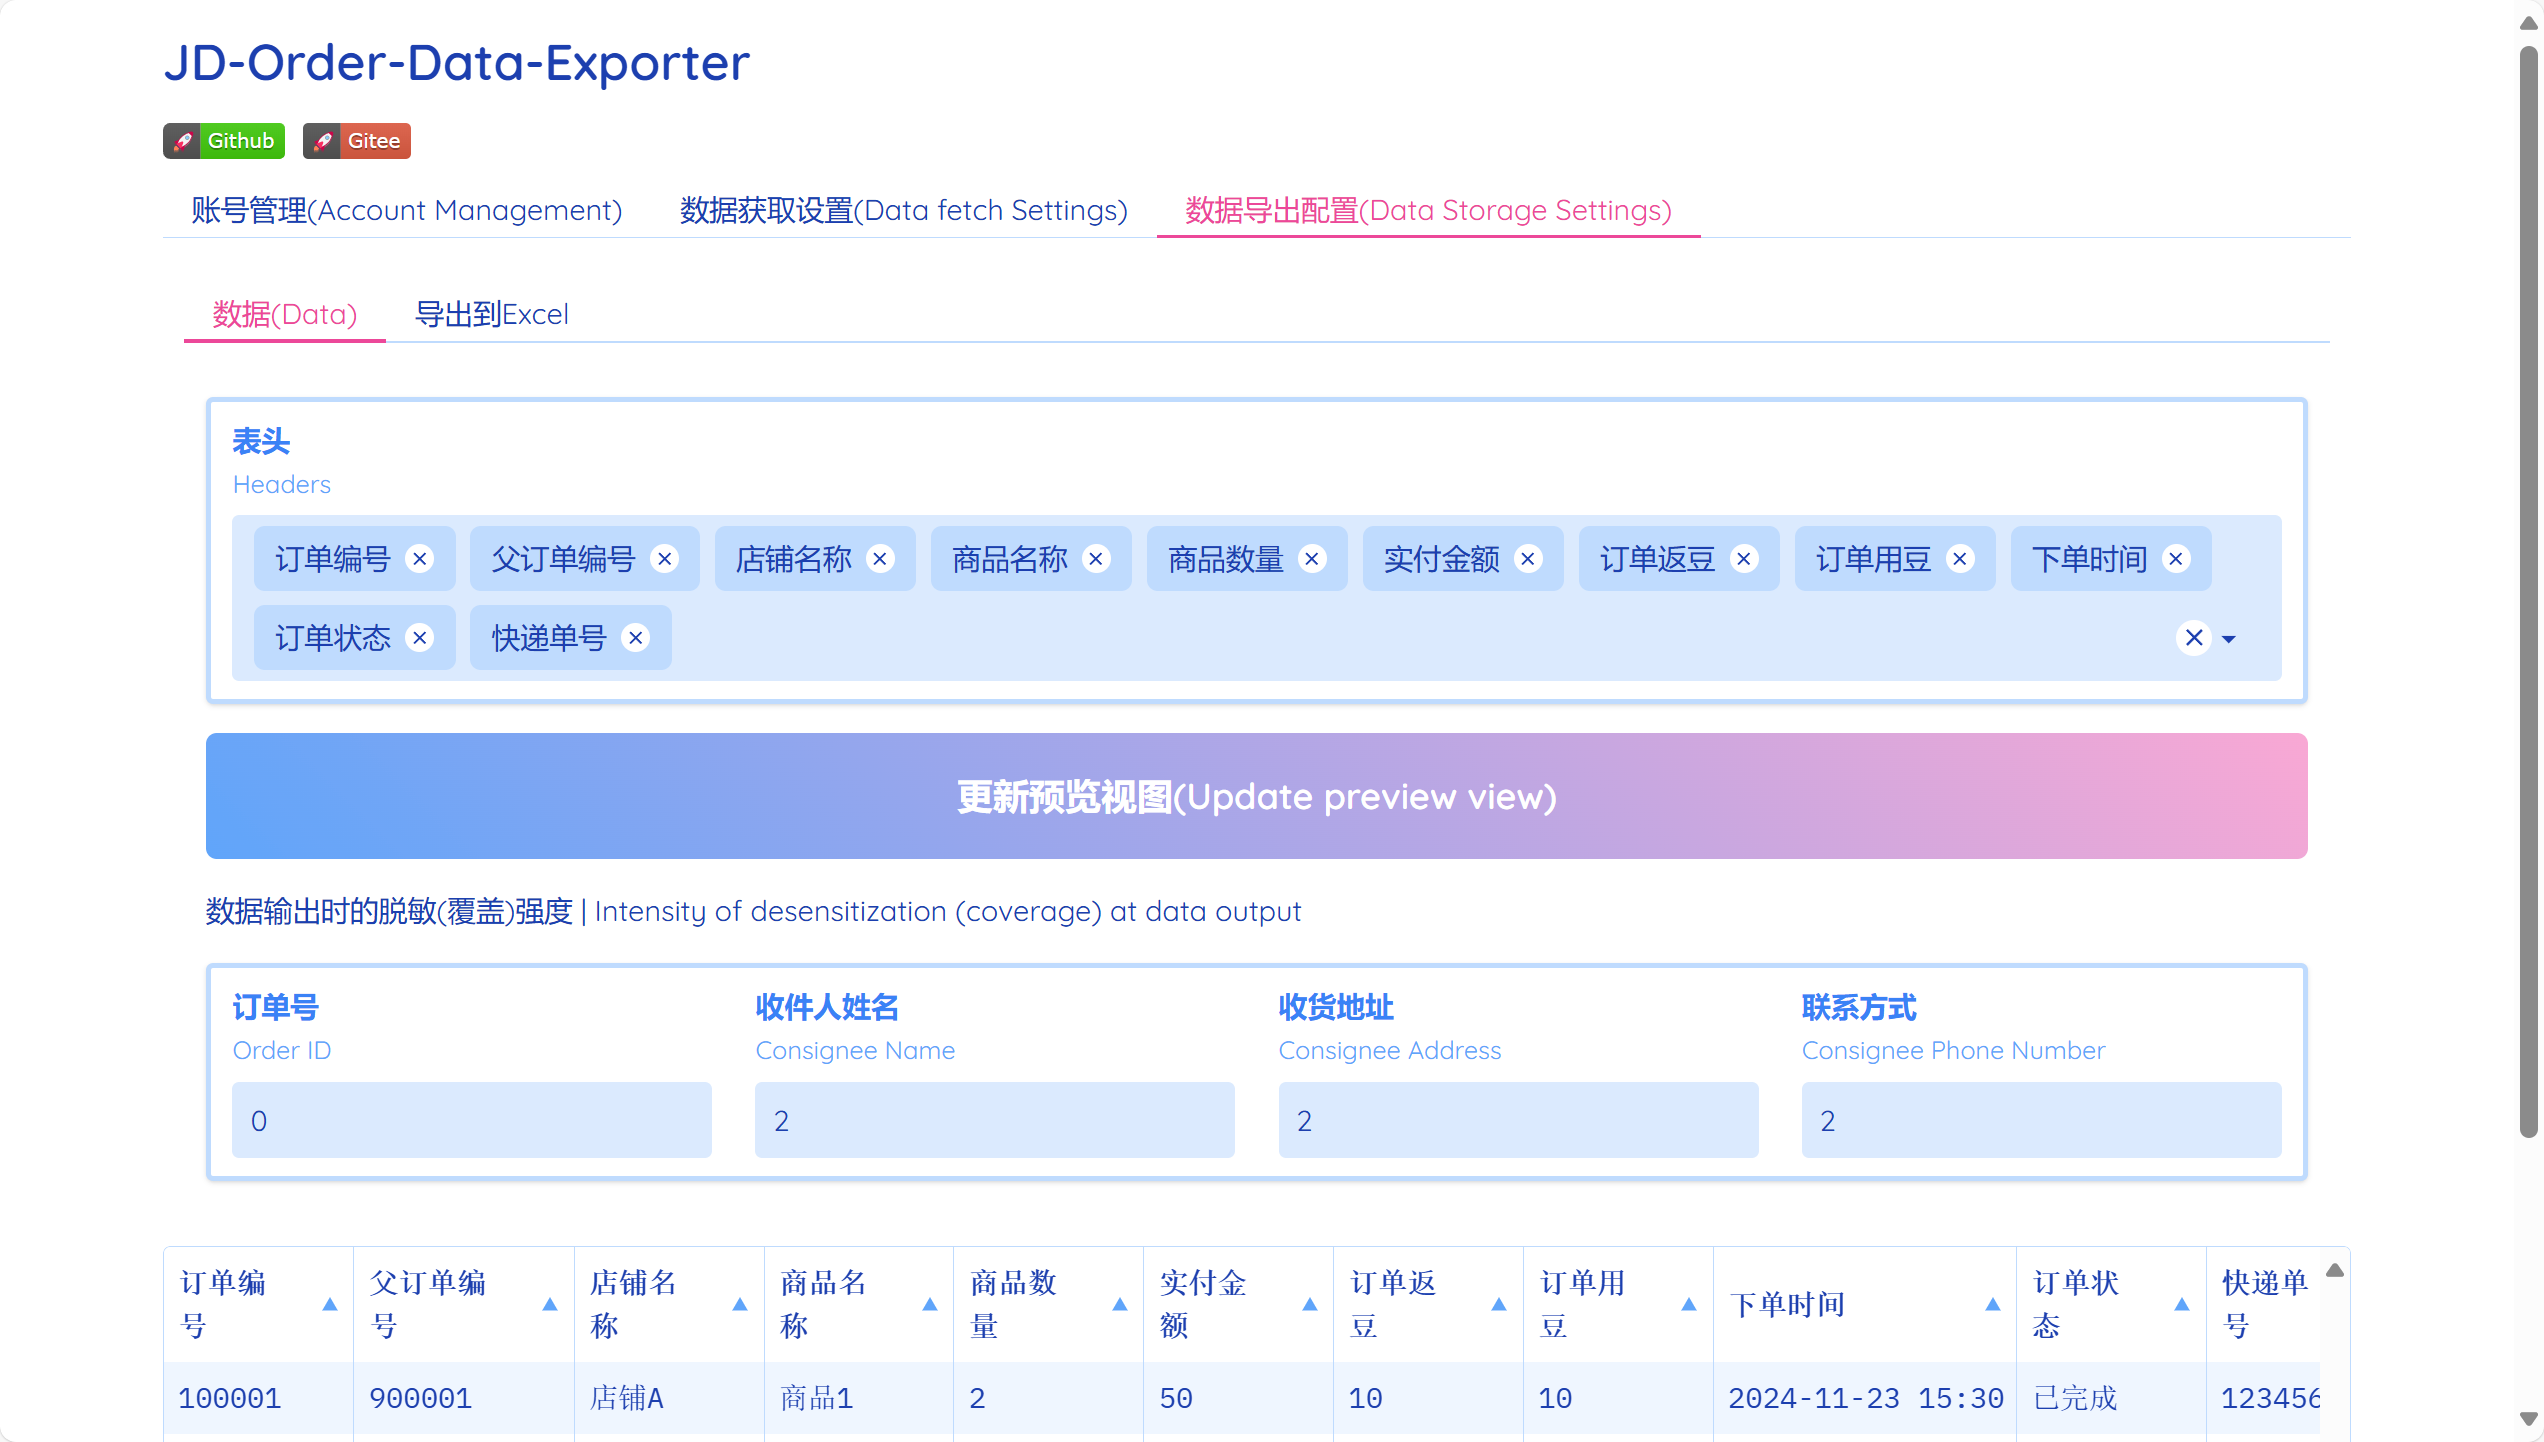 JD-Order-Data-Exporter
Github Gitee
账号管理(Account Management) 数据获取设置(Data fetch Settings) 数据导出配置(Data Storage Settings)
数据(Data) 导出到Excel
表头
Headers
订单编号 父订单编号 店铺名称 商品名称 商品数量 实付金额 订单返豆 订单用豆 下单时间
订单状态 快递单号
更新预览视图(Update preview view)
数据输出时的脱敏(覆盖)强度 | Intensity of desensitization (coverage) at data output
订单号 收件人姓名 收货地址 联系方式
Order ID Consignee Name Consignee Address Consignee Phone Number
0 2 2 2
订单编号 父订单编号 店铺名称 商品名称 商品数量 实付金额 订单返豆 订单用豆 下单时间 订单状态 快递单号
100001 900001 店铺A 商品1 2 50 10 10 2024-11-23 15:30 已完成 123456